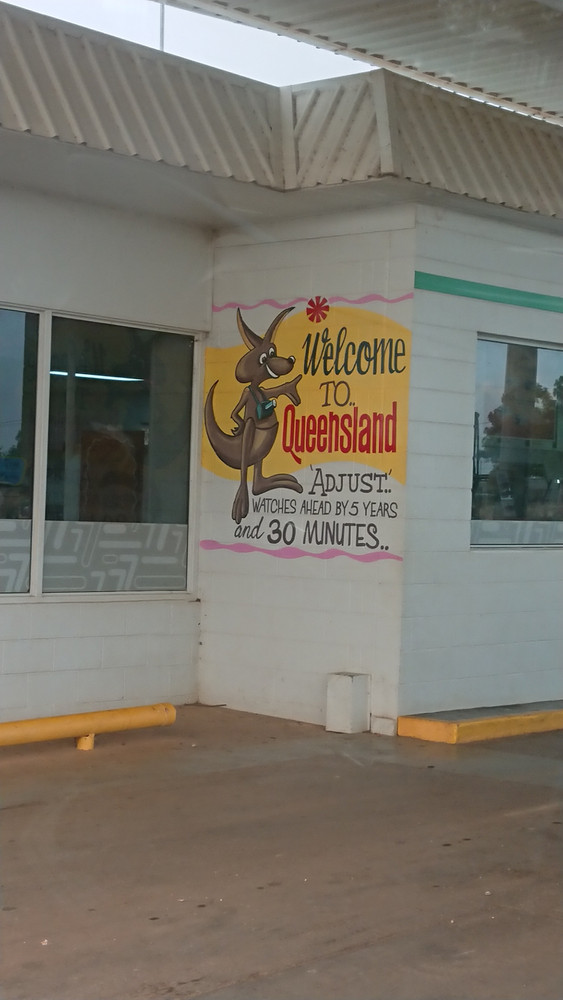 Welcome
TO..
Queensland
'ADJUST.'
WATCHES AHEAD BY 5 YEARS
and 30 MINUTES..